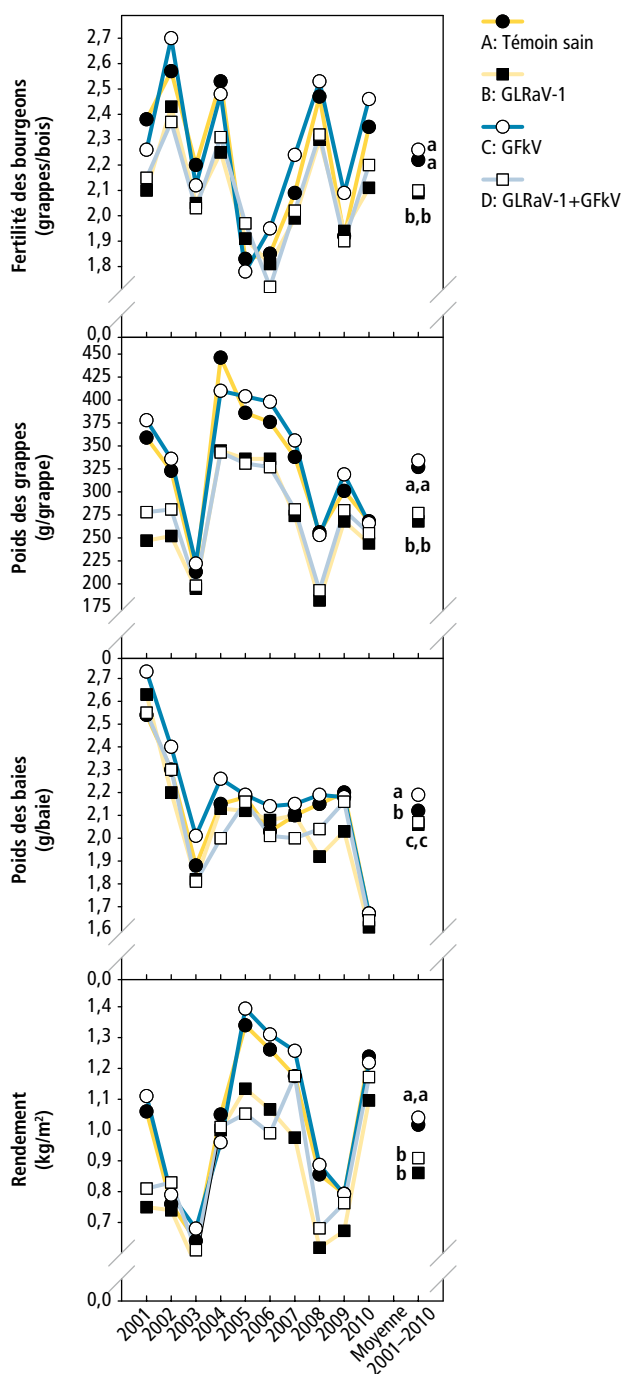 A: Témoin sain
B: GLRaV-1
C: GFkV
D: GLRaV-1+GFkV
Fertilité des bourgeons
(grappes/bois)
2,7
2,6
2,5
2,4
2,3
2,2
2,1
2,0
1,9
1,8
0,0
a
a
b,b
Poids des grappes
(g/grappe)
450
425
400
375
350
325
300
275
250
225
200
175
0
a,a
b,b
Poids des baies
(g/baie)
2,7
2,6
2,5
2,4
2,3
2,2
2,1
2,0
1,9
1,8
1,7
1,6
0,0
a
b
c,c
Rendement
(kg/m²)
1,4
1,3
1,2
1,1
1,0
0,9
0,8
0,7
0,0
a,a
b
b
2001
2002
2003
2004
2005
2006
2007
2008
2009
2010
Moyenne
2001–2010